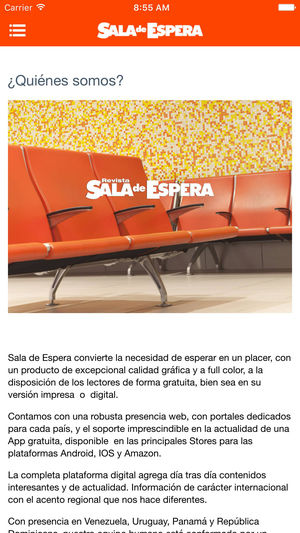 Carrier 8:55 AM
SALA de ESPERA
¿Quiénes somos?
Revista
SALA de ESPERA
Sala de Espera convierte la necesidad de esperar en un placer, con
un producto de excepcional calidad gráfica y a full color, a la
disposición de los lectores de forma gratuita, bien sea en su
versión impresa o digital.
Contamos con una robusta presencia web, con portales dedicados
para cada país, y el soporte imprescindible en la actualidad de una
App gratuita, disponible en las principales Stores para las
plataformas Android, IOS y Amazon.
La completa plataforma digital agrega día tras día contenidos
interesantes y de actualidad. Información de carácter internacional
con el acento regional que nos hace diferentes.
Con presencia en Venezuela, Uruguay, Panamá y República